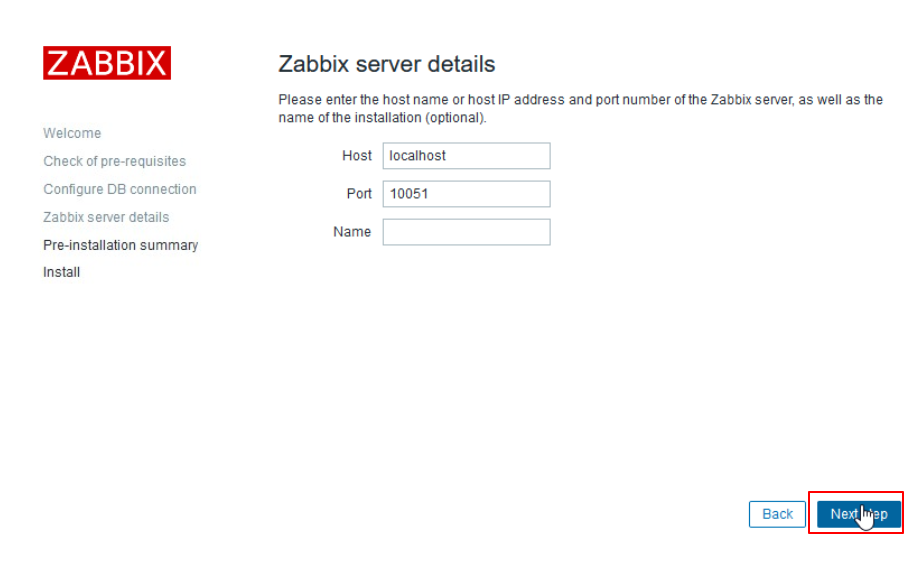 ZABBIX
Welcome
Check of pre-requisites
Configure DB connection
Zabbix server details
Pre-installation summary
Install
Zabbix server details
Please enter the host name or host IP address and port number of the Zabbix server, as well as the
name of the installation (optional).
Host localhost
Port 10051
Name
Back Next